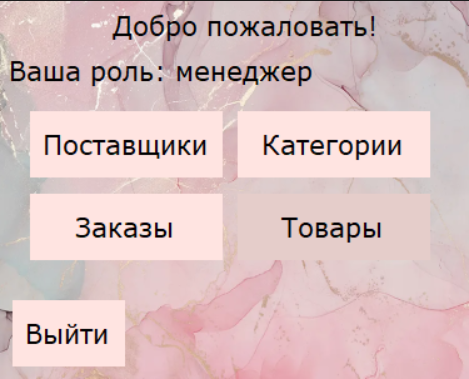 Добро пожаловать!
Ваша роль: менеджер
Поставщики
Категории
Заказы
Товары
Выйти